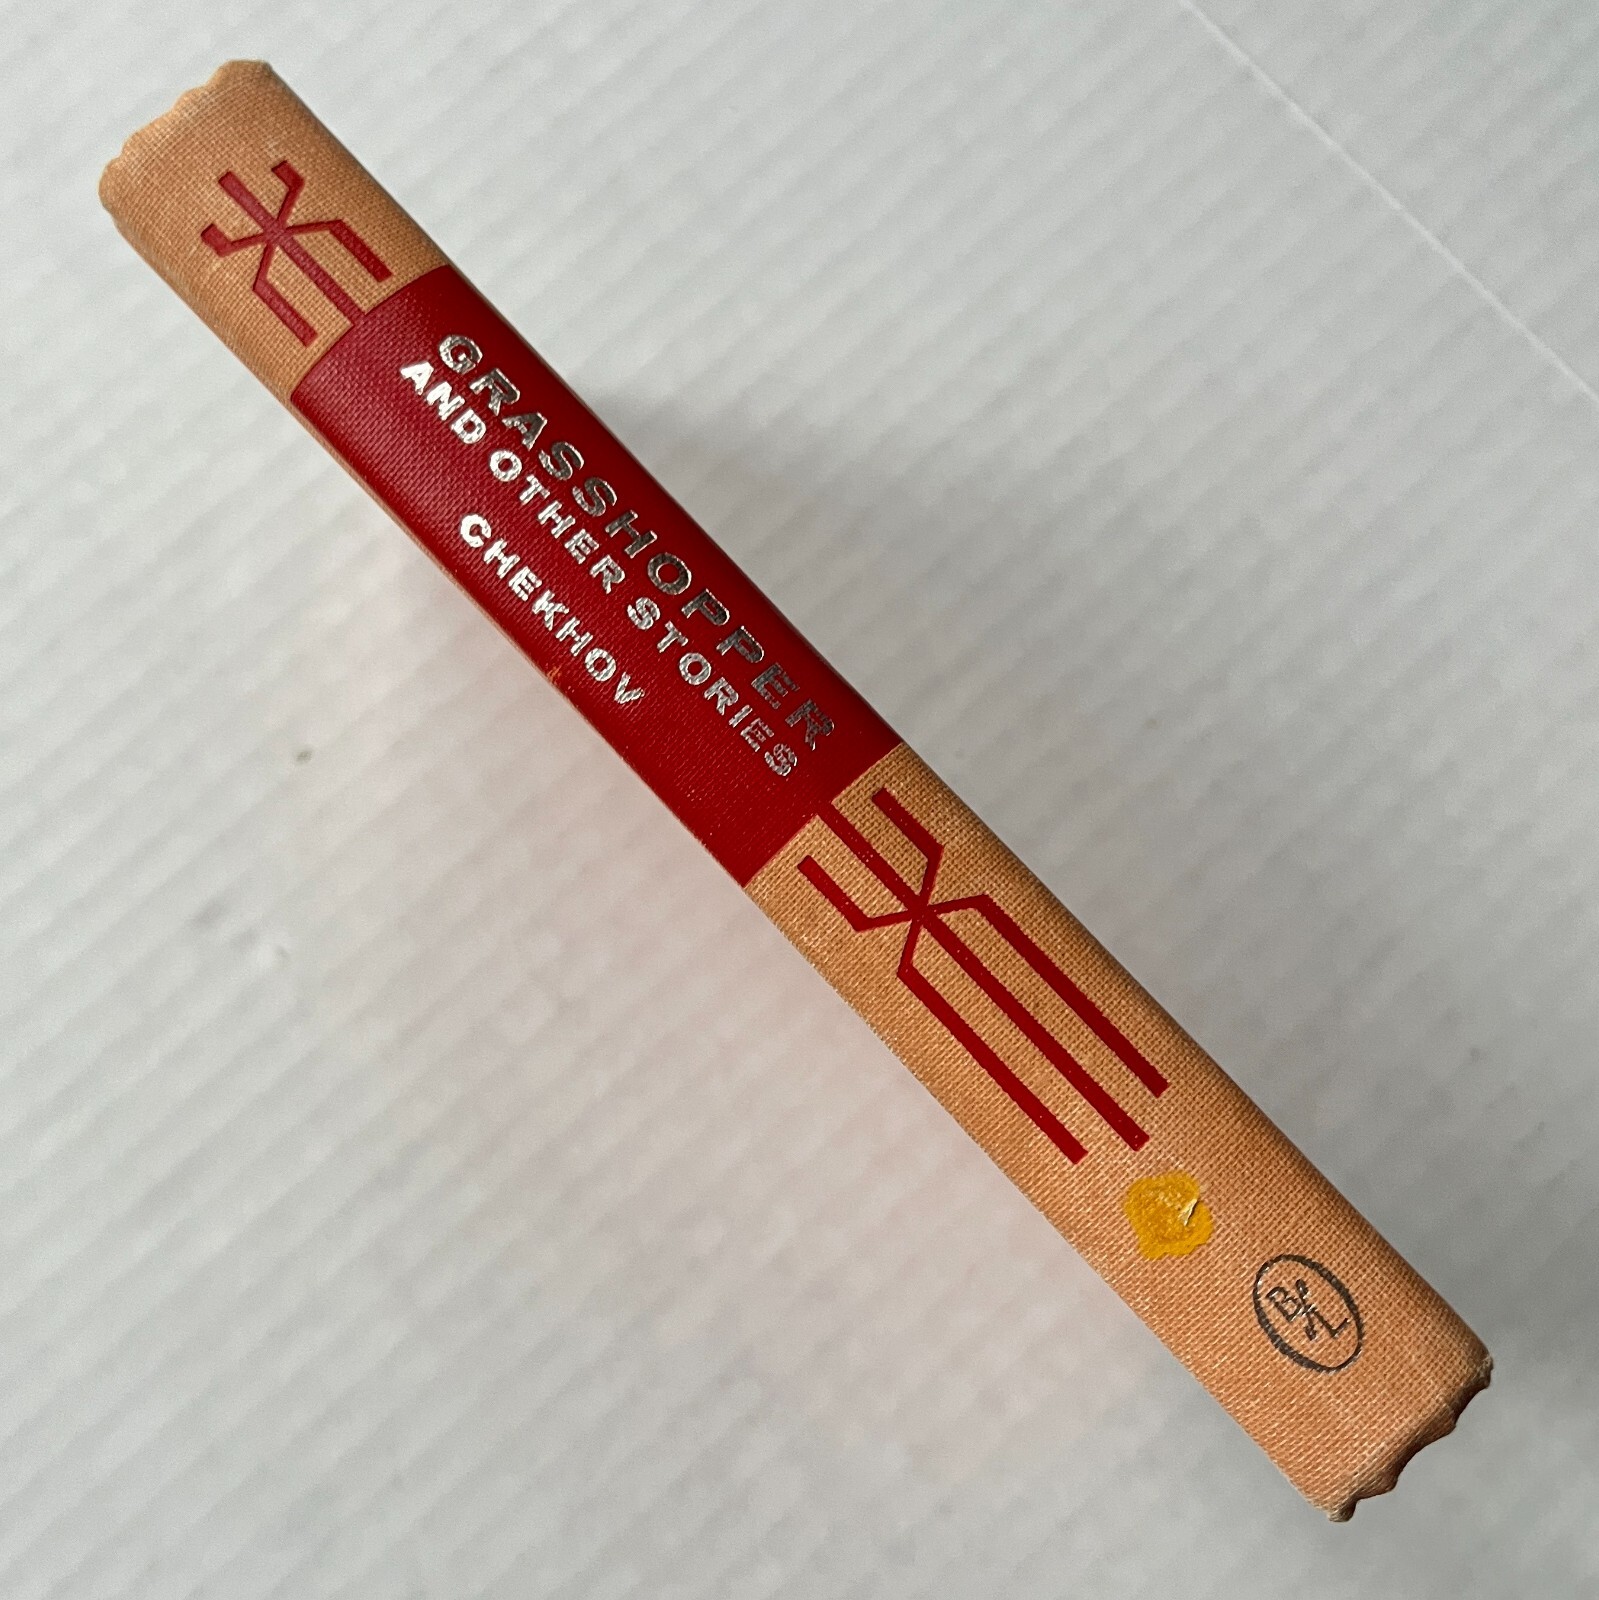 GRASSHOPPER
AND OTHER STORIES
CHEKHOV